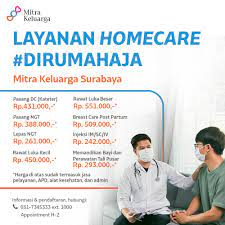 Mitra
Keluarga
LAYANAN HOMECARE
#DIRUMAHAJA
Mitra Keluarga Surabaya
Pasang DC (Kateter)
Rp.431.000,-*
Pasang NGT
Rp. 388.000,-*
Lepas NGT
Rp. 261.000,-*
Rawat Luka Kecil
Rp. 450.000,-*
Rawat Luka Besar
Rp. 553.000,-*
Breast Care Post Partum
Rp. 509.000,-*
Injeksi IM/SC/IV
Rp. 242.000,-*
Memandikan Bayi dan
Perawatan Tali Pusar
Rp. 293.000,-*
*Harga di atas sudah termasuk jasa
pelayanan, APD, alat kesehatan, dan admin
Informasi & pendaftaran, hubungi:
031-7345333 ext. 3000
Appointment H-2